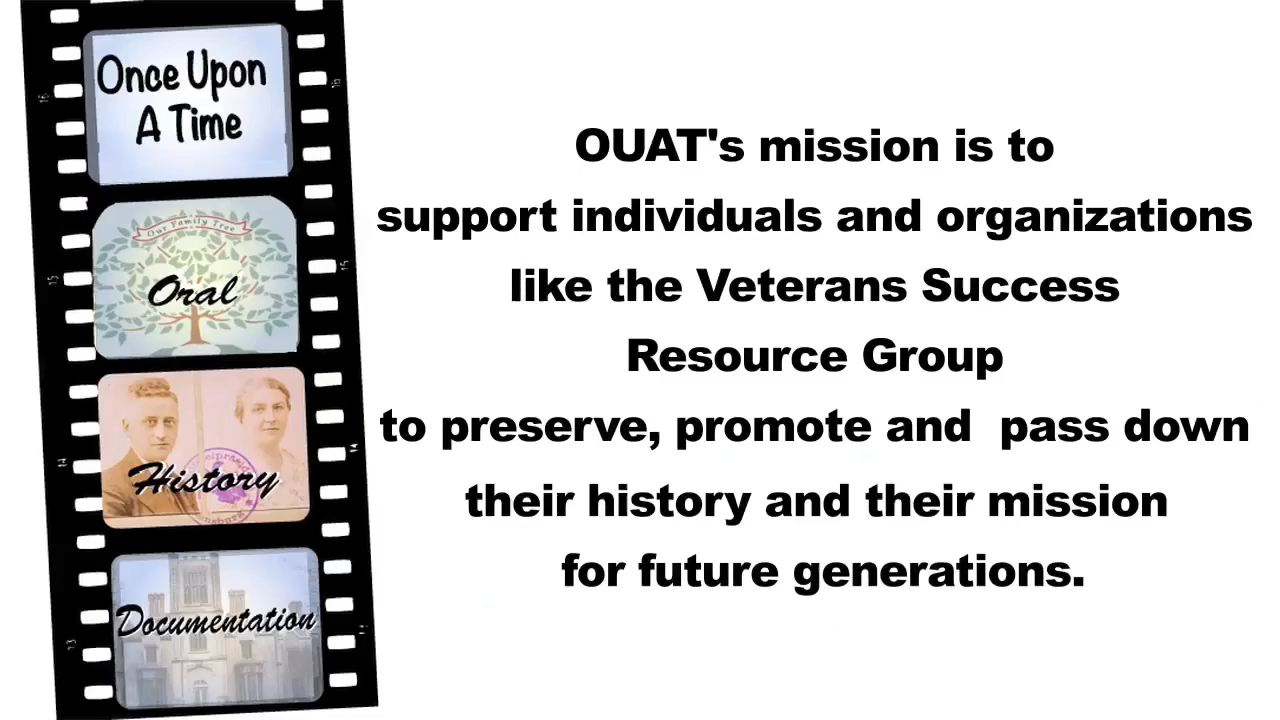 Once Upon
A Time
Our Family Tree
Oral
History
Documentation
OUAT's mission is to
support individuals and organizations
like the Veterans Success
Resource Group
to preserve, promote and  pass down
their history and their mission
for future generations.